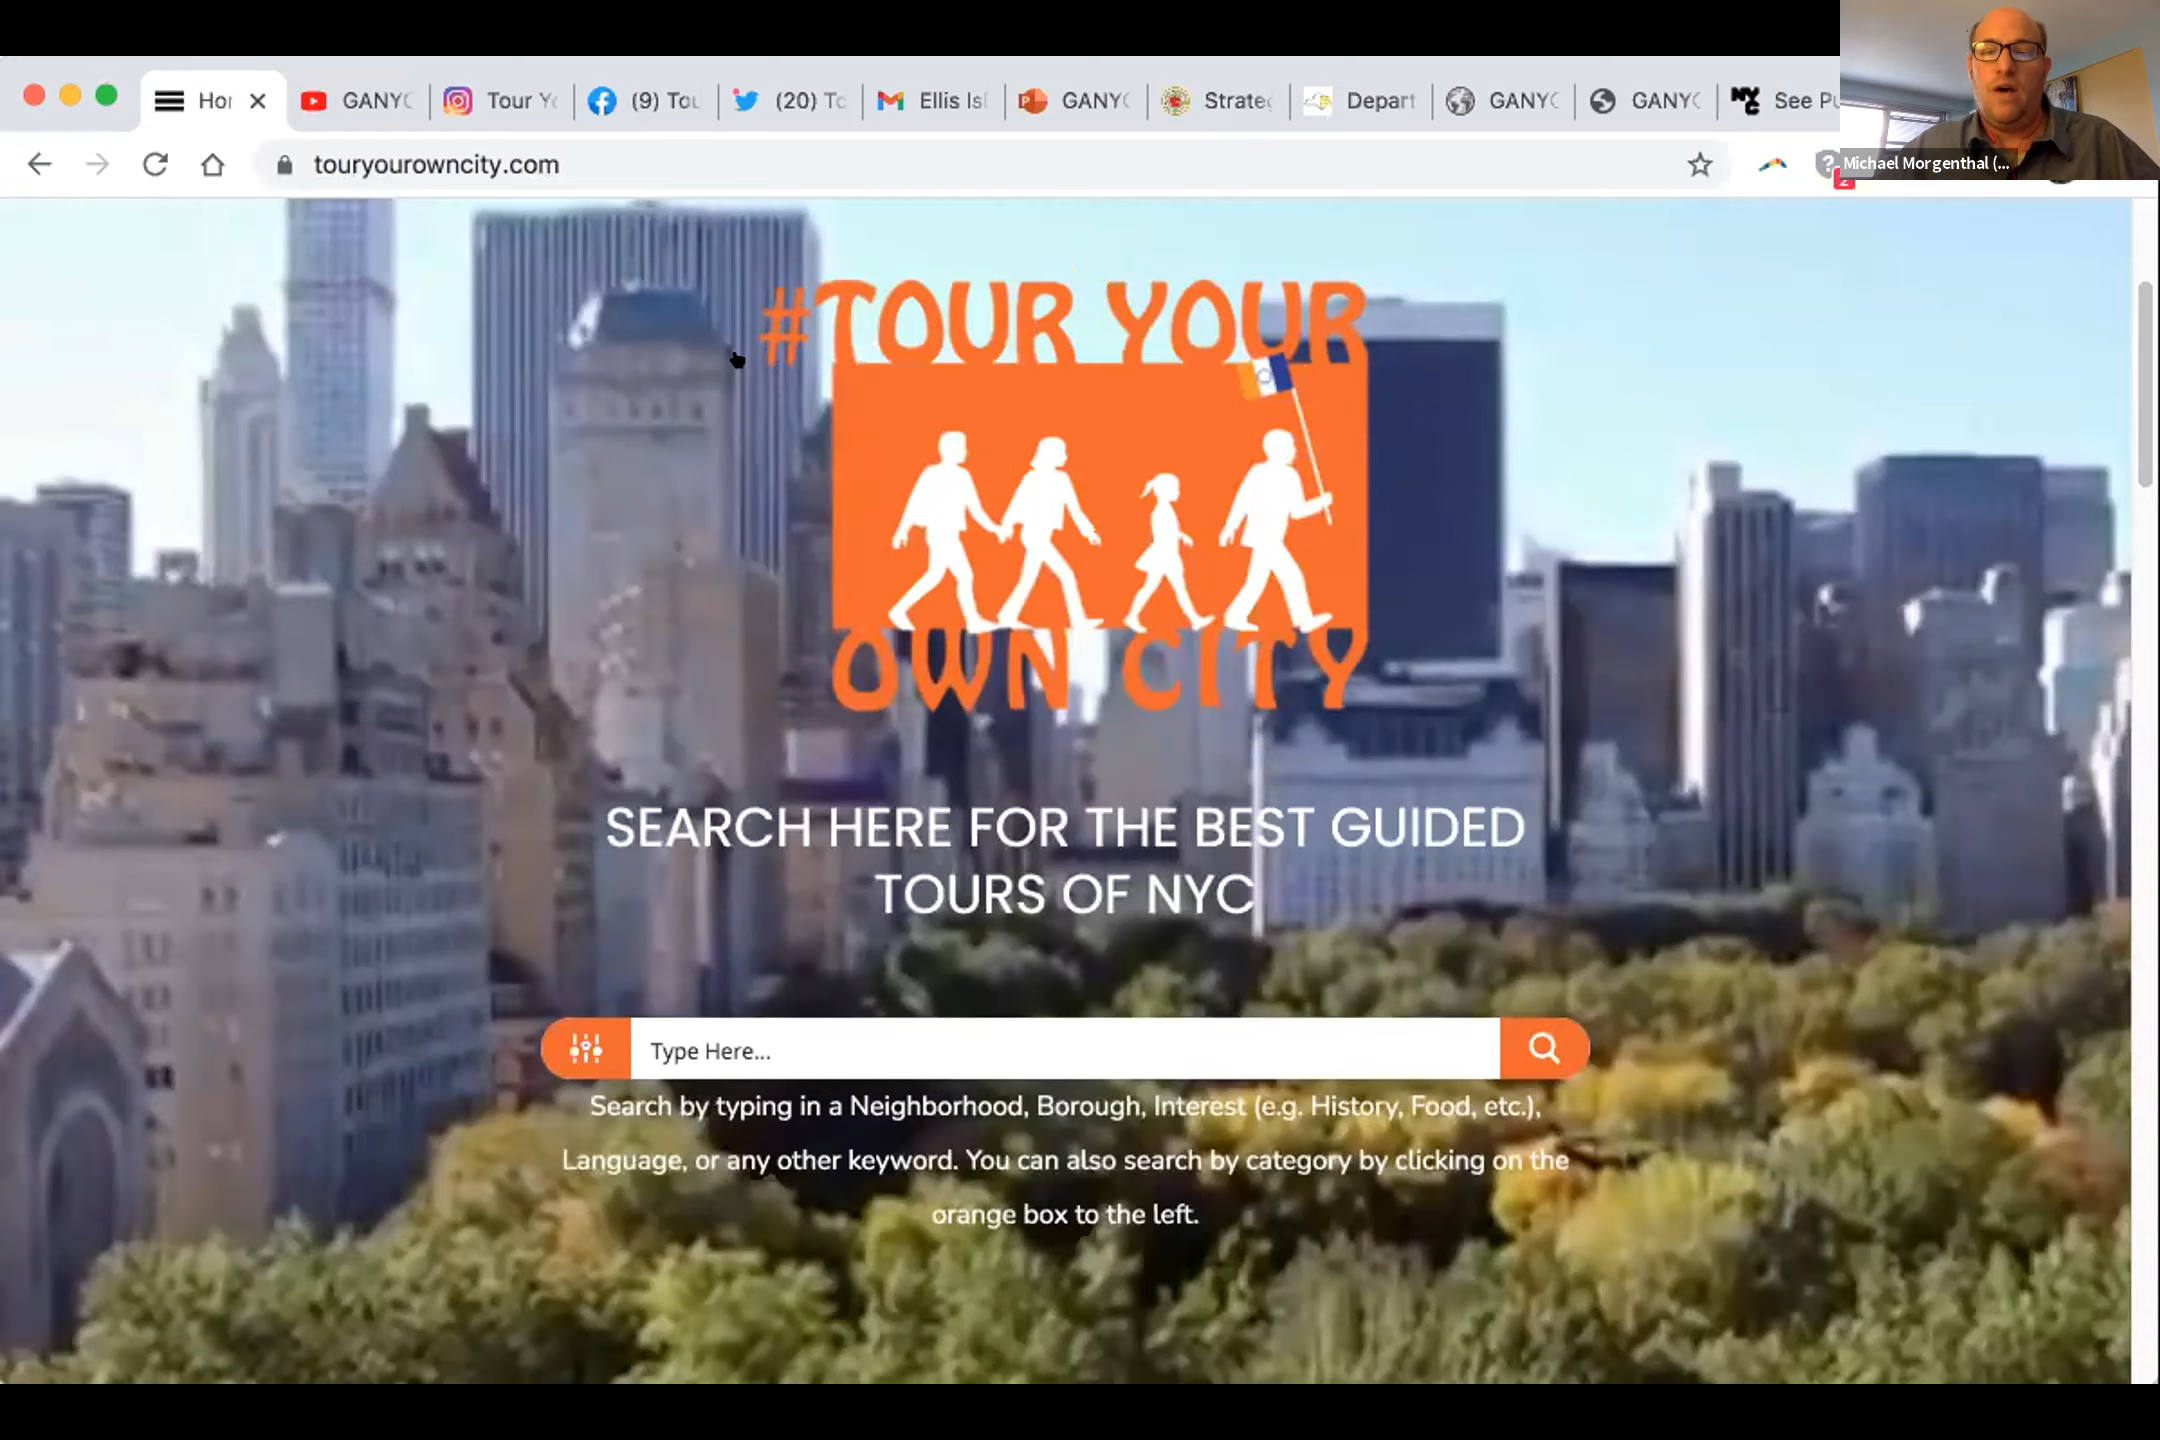 Hor
GANYC
Tour Yo
(9) Tou
(20) To
Ellis Isl
GANYC
Strateg
Depart
GANYC
GANYC
NYC
See Pu
touryourowncity.com
2
Michael Morgenthal (...
#TOUR YOUR
OWN CITY
SEARCH HERE FOR THE BEST GUIDED
TOURS OF NYC
Type Here...
Search by typing in a Neighborhood, Borough, Interest (e.g. History, Food, etc.),
Language, or any other keyword. You can also search by category by clicking on the
orange box to the left.